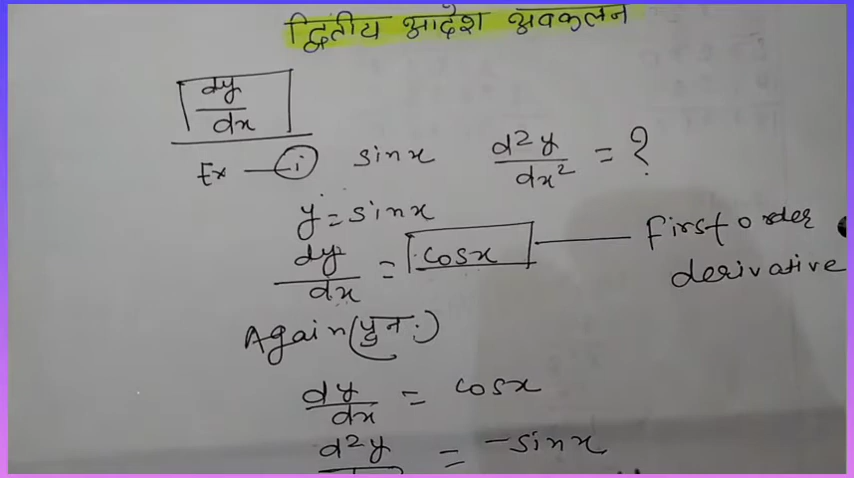 द्वितीय आदेश अवकलन
dy/dx
Ex — (i) sinx d²y/dx² = ?
y = sinx
dy/dx = cosx — First order derivative
Again (पुनः)
dy/dx = cosx
d²y = -sinx